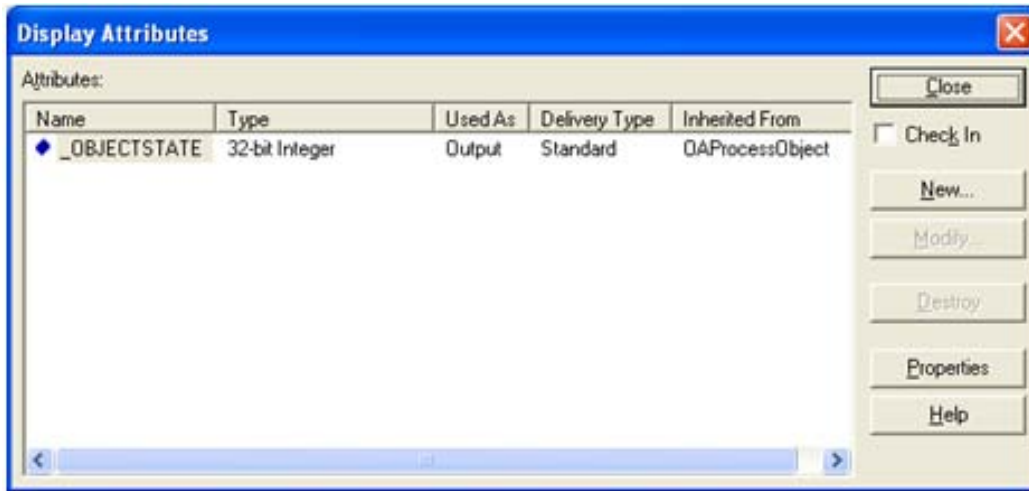 Display Attributes
Attributes:
Name Type Used As Delivery Type Inherited From
_OBJECTSTATE 32-bit Integer Output Standard OAProcessObject
Close
Check In
New...
Modify...
Destroy
Properties
Help